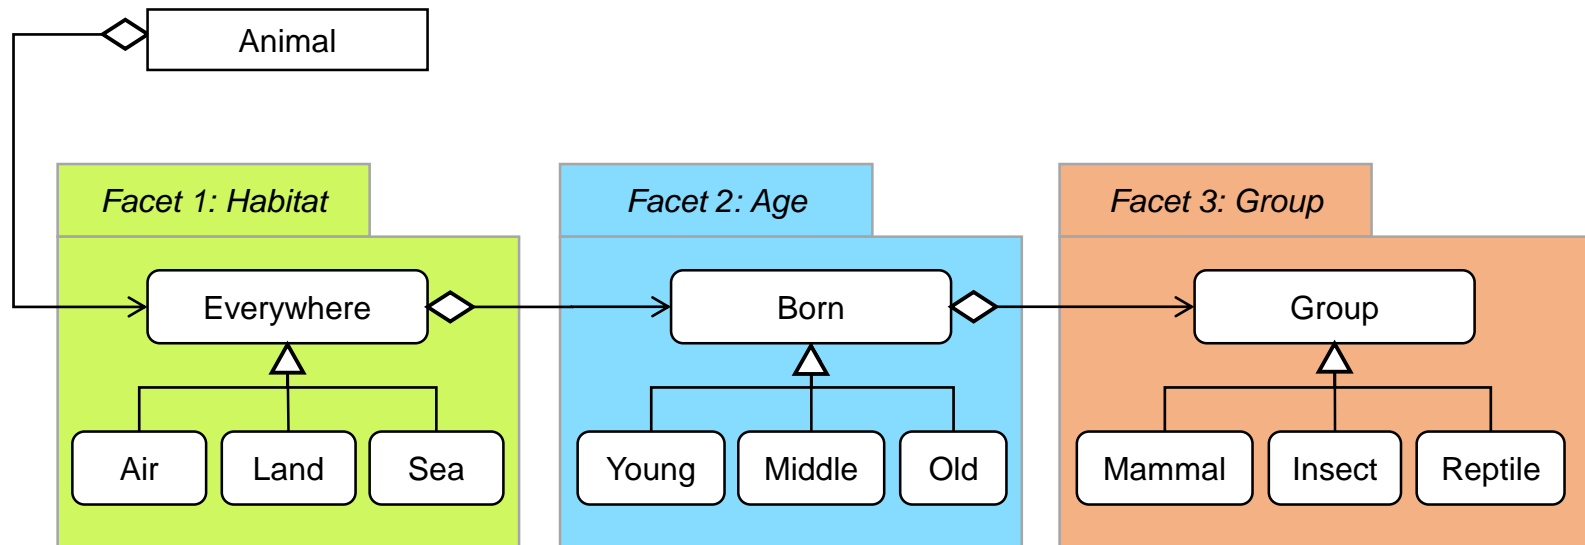 Animal
Facet 1: Habitat
Facet 2: Age
Facet 3: Group
Everywhere
Born
Group
Air
Land
Sea
Young
Middle
Old
Mammal
Insect
Reptile